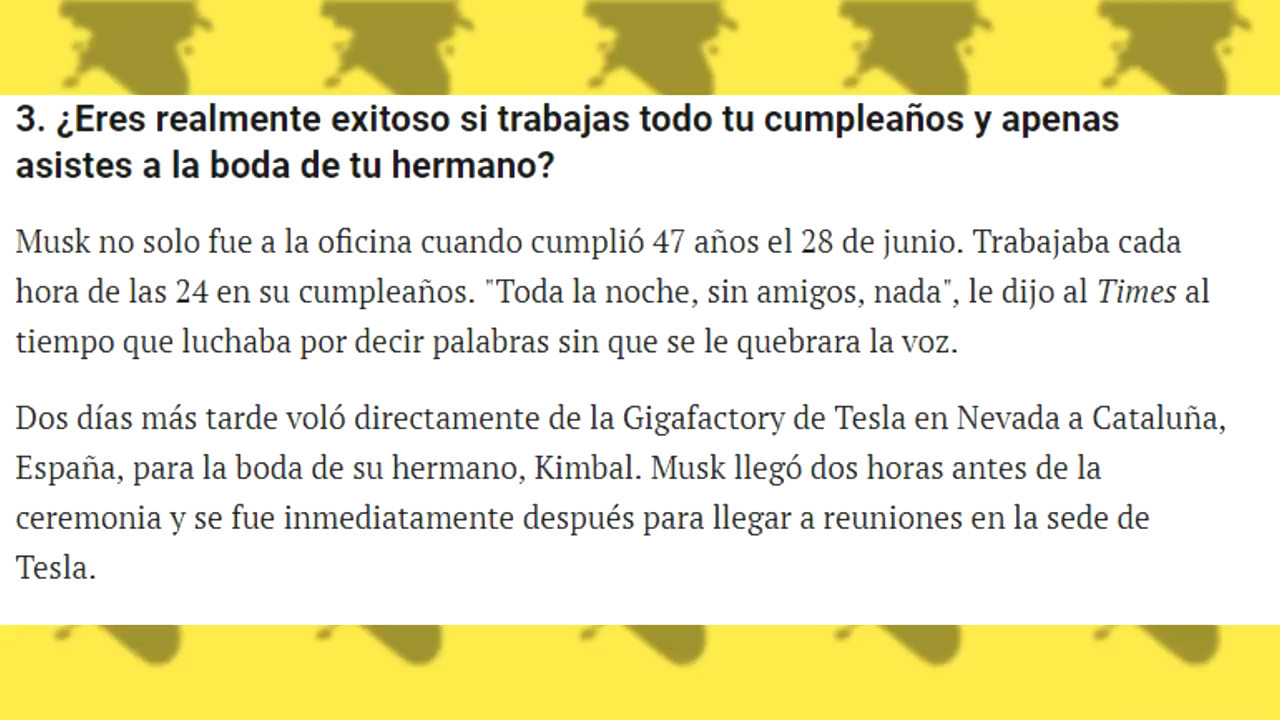 3. ¿Eres realmente exitoso si trabajas todo tu cumpleaños y apenas
asistes a la boda de tu hermano?
Musk no solo fue a la oficina cuando cumplió 47 años el 28 de junio. Trabajaba cada
hora de las 24 en su cumpleaños. "Toda la noche, sin amigos, nada", le dijo al Times al
tiempo que luchaba por decir palabras sin que se le quebrara la voz.
Dos días más tarde voló directamente de la Gigafactory de Tesla en Nevada a Cataluña,
España, para la boda de su hermano, Kimbal. Musk llegó dos horas antes de la
ceremonia y se fue inmediatamente después para llegar a reuniones en la sede de
Tesla.